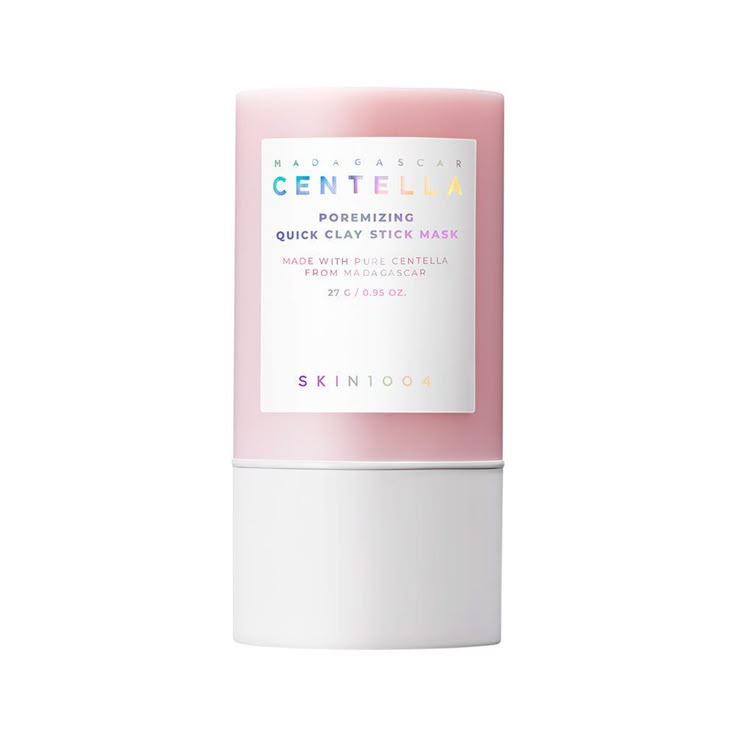 MADAGASCAR
CENTELLA
POREMIZING
QUICK CLAY STICK MASK
MADE WITH PURE CENTELLA
FROM MADAGASCAR
27 G / 0.95 OZ.
SKIN1004